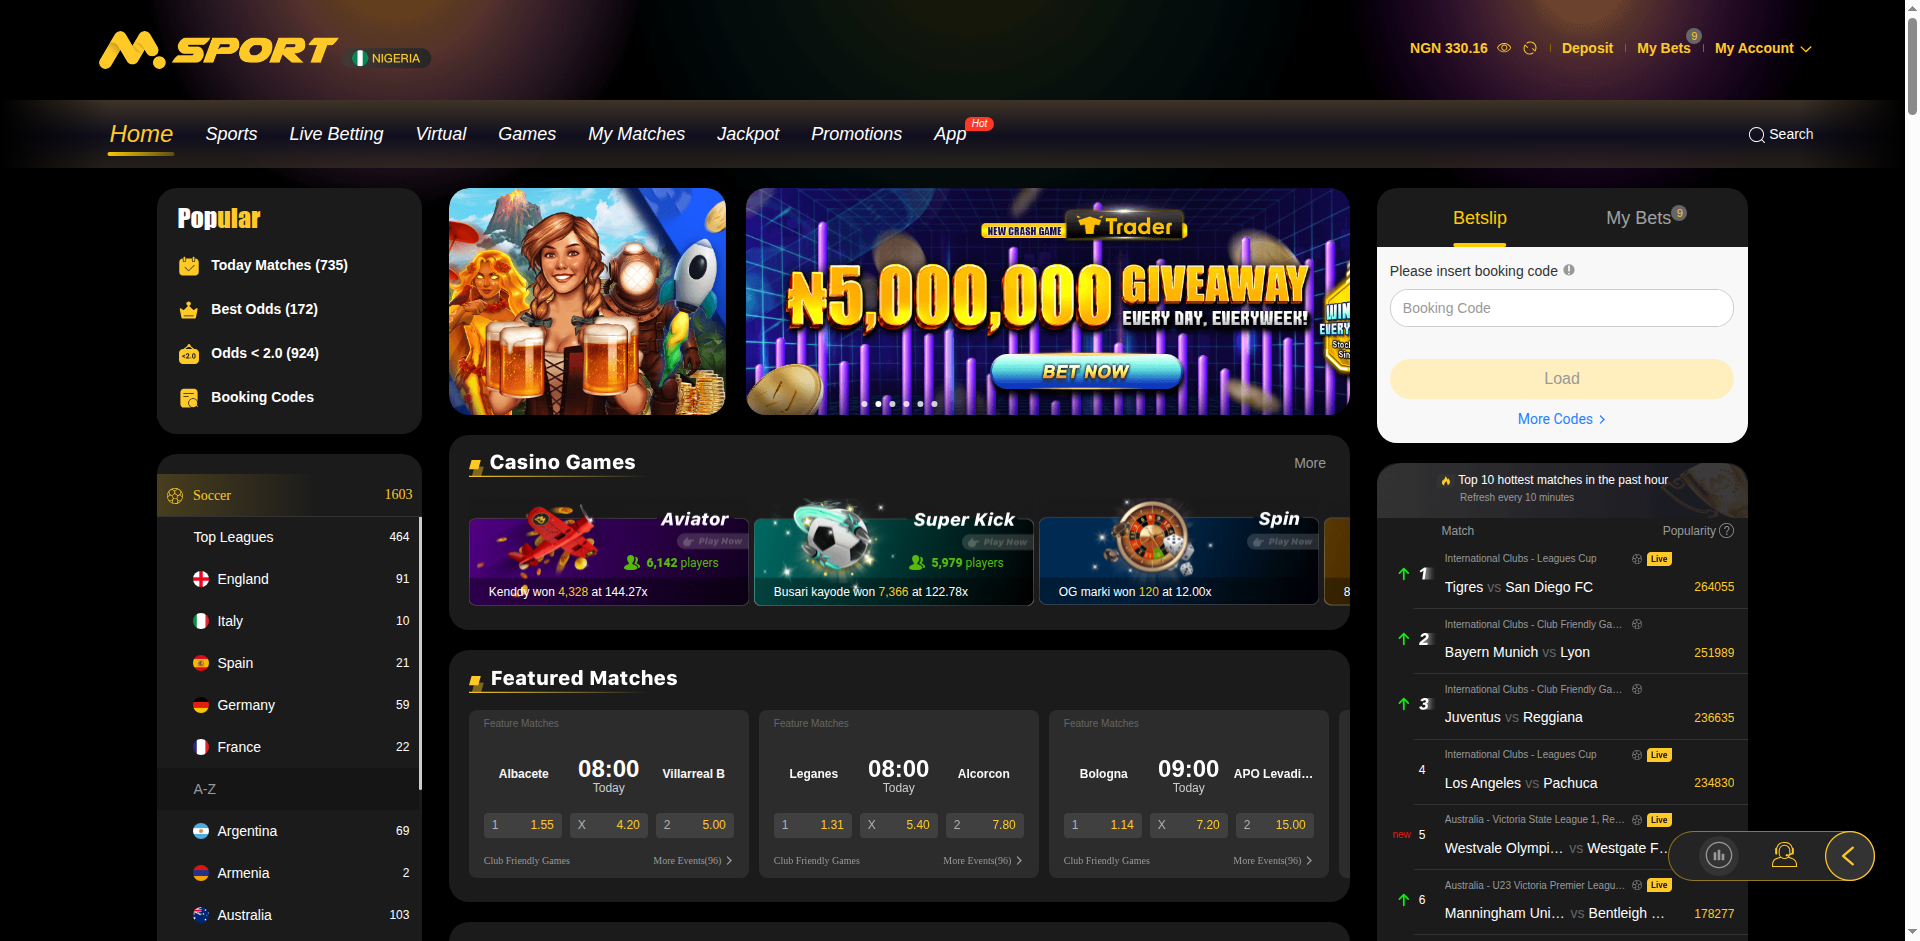 M.SPORT
NIGERIA
NGN 330.16
Deposit
My Bets
9
My Account
Home
Sports
Live Betting
Virtual
Games
My Matches
Jackpot
Promotions
App
Hot
Search
Popular
Today Matches (735)
Best Odds (172)
<2.0
Odds < 2.0 (924)
Booking Codes
Soccer
1603
Top Leagues
464
England
91
Italy
10
Spain
21
Germany
59
France
22
A-Z
Argentina
69
Armenia
2
Australia
103
NEW CRASH GAME
Trader
₦5,000,000 GIVEAWAY
EVERY DAY, EVERYWEEK!
BET NOW
Casino Games
More
Aviator
Play Now
6,142 players
Kenddy won 4,328 at 144.27x
Super Kick
Play Now
5,979 players
Busari kayode won 7,366 at 122.78x
Spin
Play Now
OG marki won 120 at 12.00x
8
Featured Matches
Feature Matches
Albacete
08:00
Today
Villarreal B
1 1.55
X 4.20
2 5.00
Club Friendly Games
More Events(96)
Feature Matches
Leganes
08:00
Today
Alcorcon
1 1.31
X 5.40
2 7.80
Club Friendly Games
More Events(96)
Feature Matches
Bologna
09:00
Today
APO Levadi...
1 1.14
X 7.20
2 15.00
Club Friendly Games
More Events(96)
Betslip
My Bets
9
Please insert booking code
Booking Code
Load
More Codes
Top 10 hottest matches in the past hour
Refresh every 10 minutes
Match
Popularity ?
International Clubs - Leagues Cup
Live
1
Tigres vs San Diego FC
264055
International Clubs - Club Friendly Ga...
2
Bayern Munich vs Lyon
251989
International Clubs - Club Friendly Ga...
3
Juventus vs Reggiana
236635
International Clubs - Leagues Cup
Live
4
Los Angeles vs Pachuca
234830
Australia - Victoria State League 1, Re...
Live
new 5
Westvale Olympi... vs Westgate F...
Australia - U23 Victoria Premier Leagu...
Live
6
Manningham Uni... vs Bentleigh ...
178277